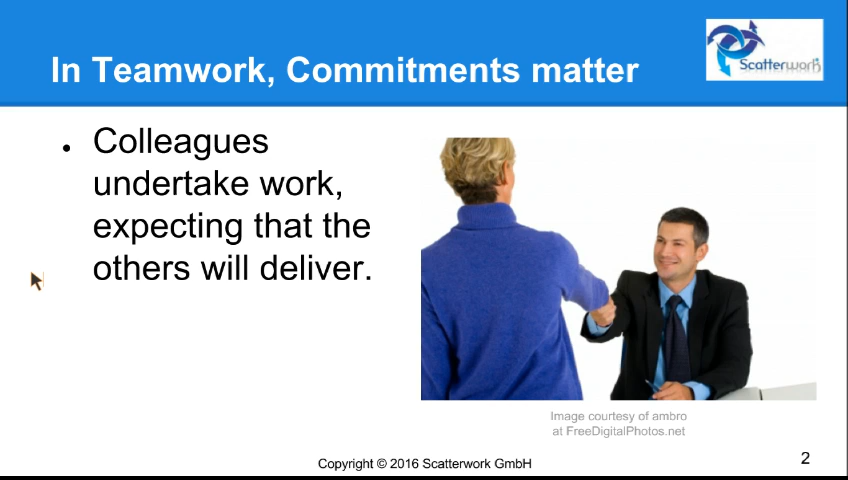 In Teamwork, Commitments matter
Scatterwork
• Colleagues
undertake work,
expecting that the
others will deliver.
Image courtesy of ambro
at FreeDigitalPhotos.net
Copyright © 2016 Scatterwork GmbH
2